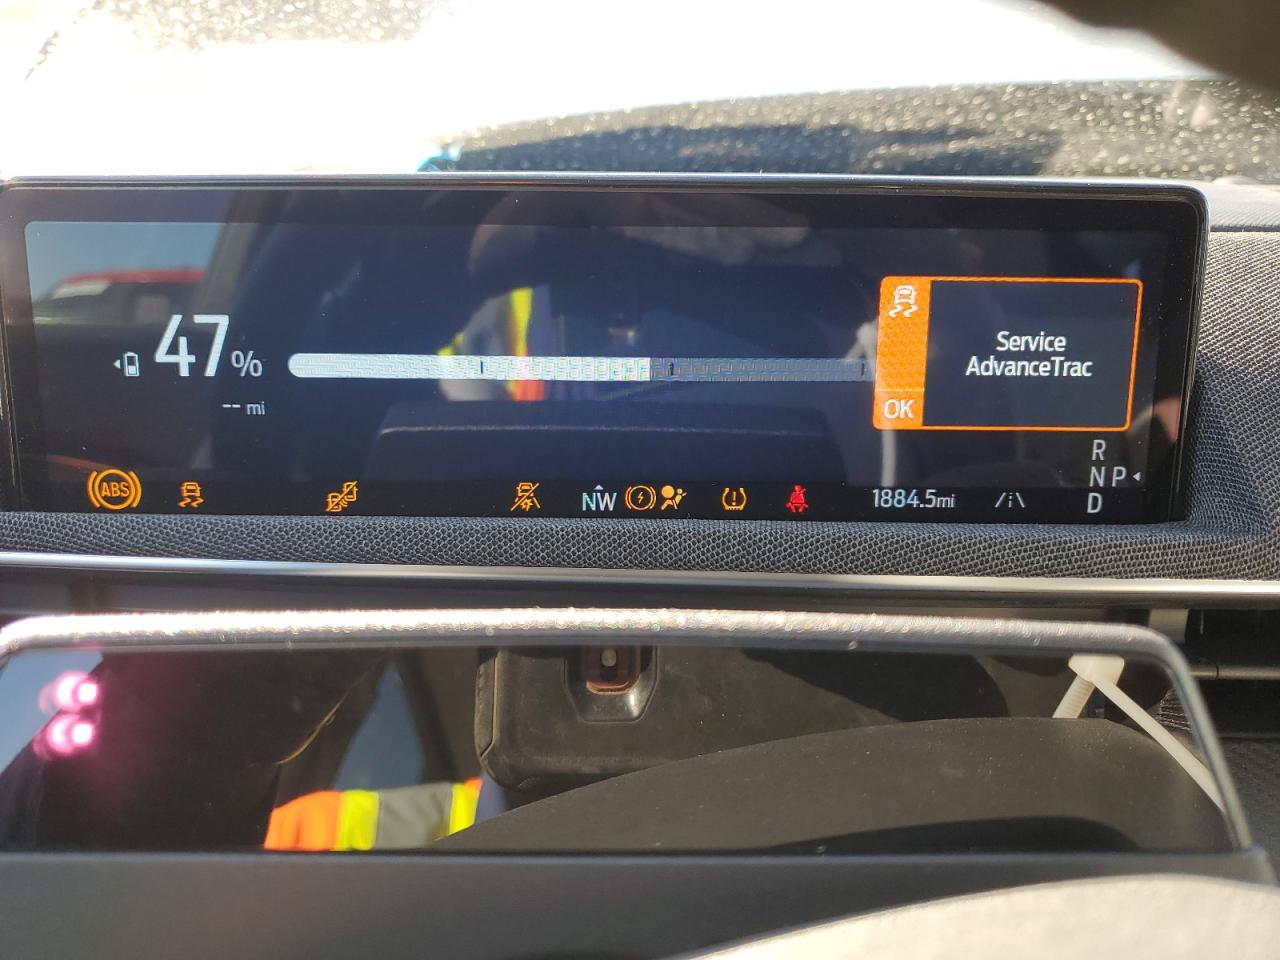 47%
-- mi
Service
AdvanceTrac
OK
R
N P
D
ABS
NW
1884.5mi